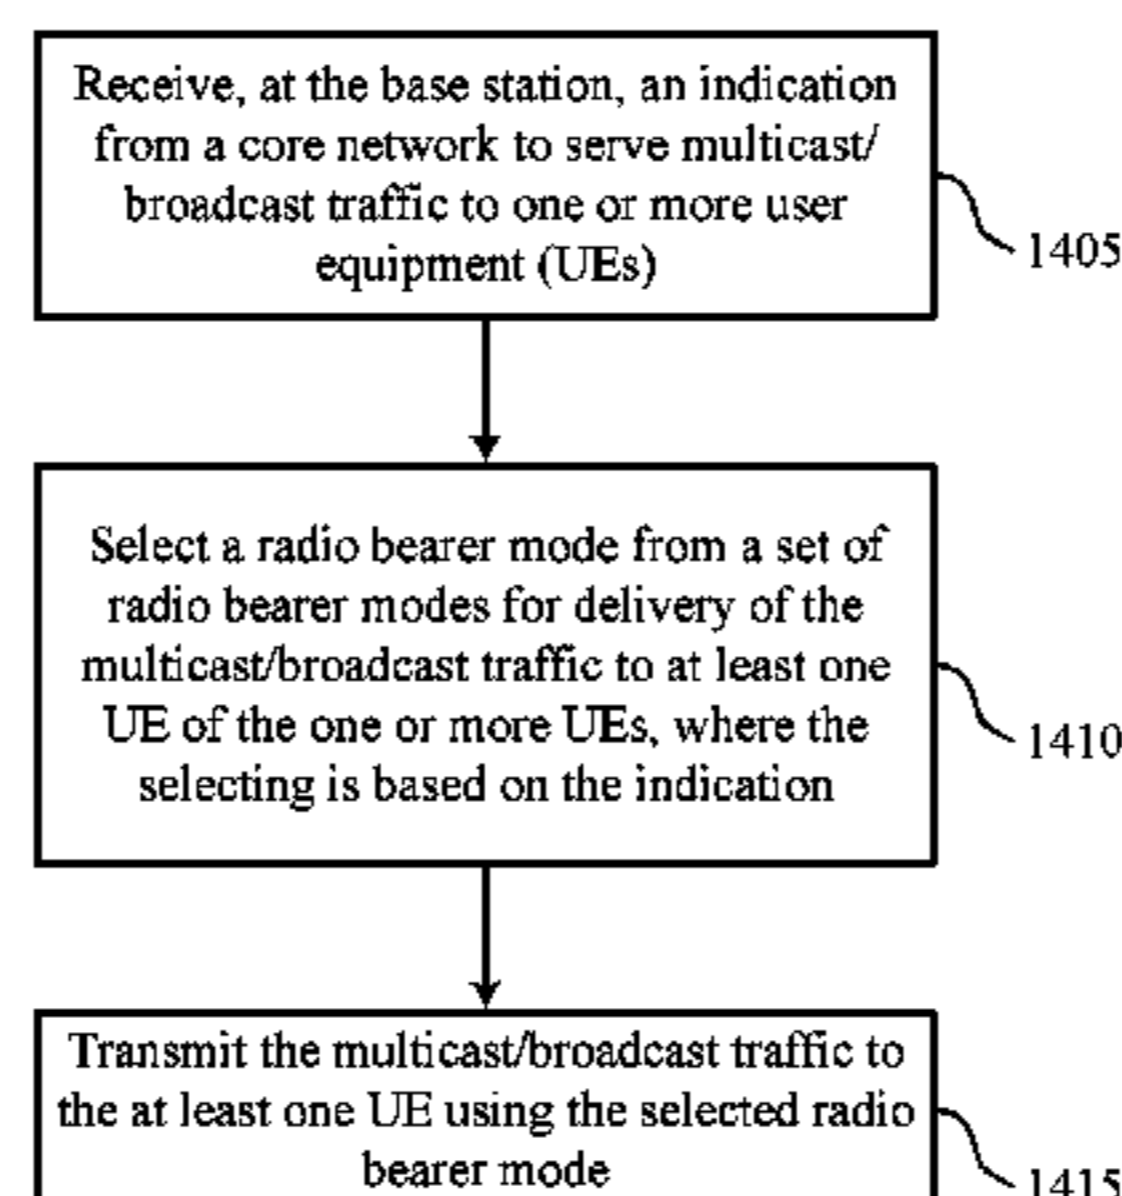 Receive, at the base station, an indication
from a core network to serve multicast/
broadcast traffic to one or more user
equipment (UEs)
1405
Select a radio bearer mode from a set of
radio bearer modes for delivery of the
multicast/broadcast traffic to at least one
UE of the one or more UEs, where the
selecting is based on the indication
1410
Transmit the multicast/broadcast traffic to
the at least one UE using the selected radio
bearer mode
1415